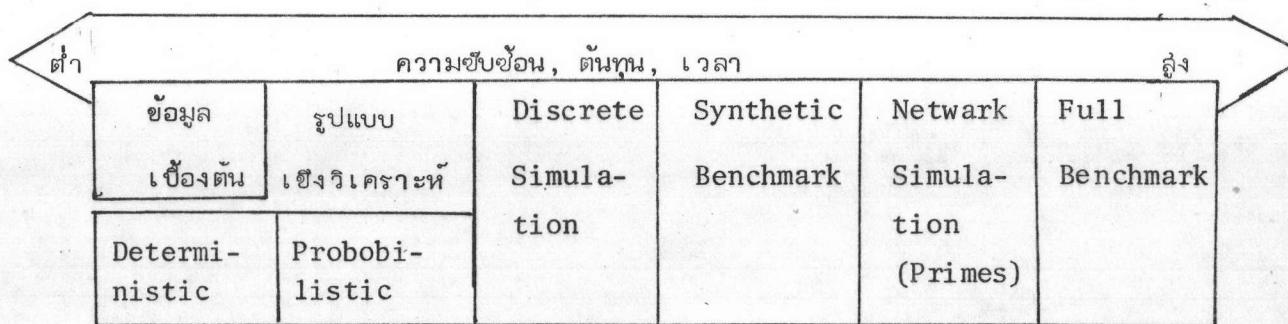 ต่ำ ความซับซ้อน, ต้นทุน, เวลา สูง
ข้อมูล
เบื้องต้น
รูปแบบ
เชิงวิเคราะห์
Determi-
nistic
Probobi-
listic
Discrete
Simula-
tion
Synthetic
Benchmark
Netwark
Simula-
tion
(Primes)
Full
Benchmark